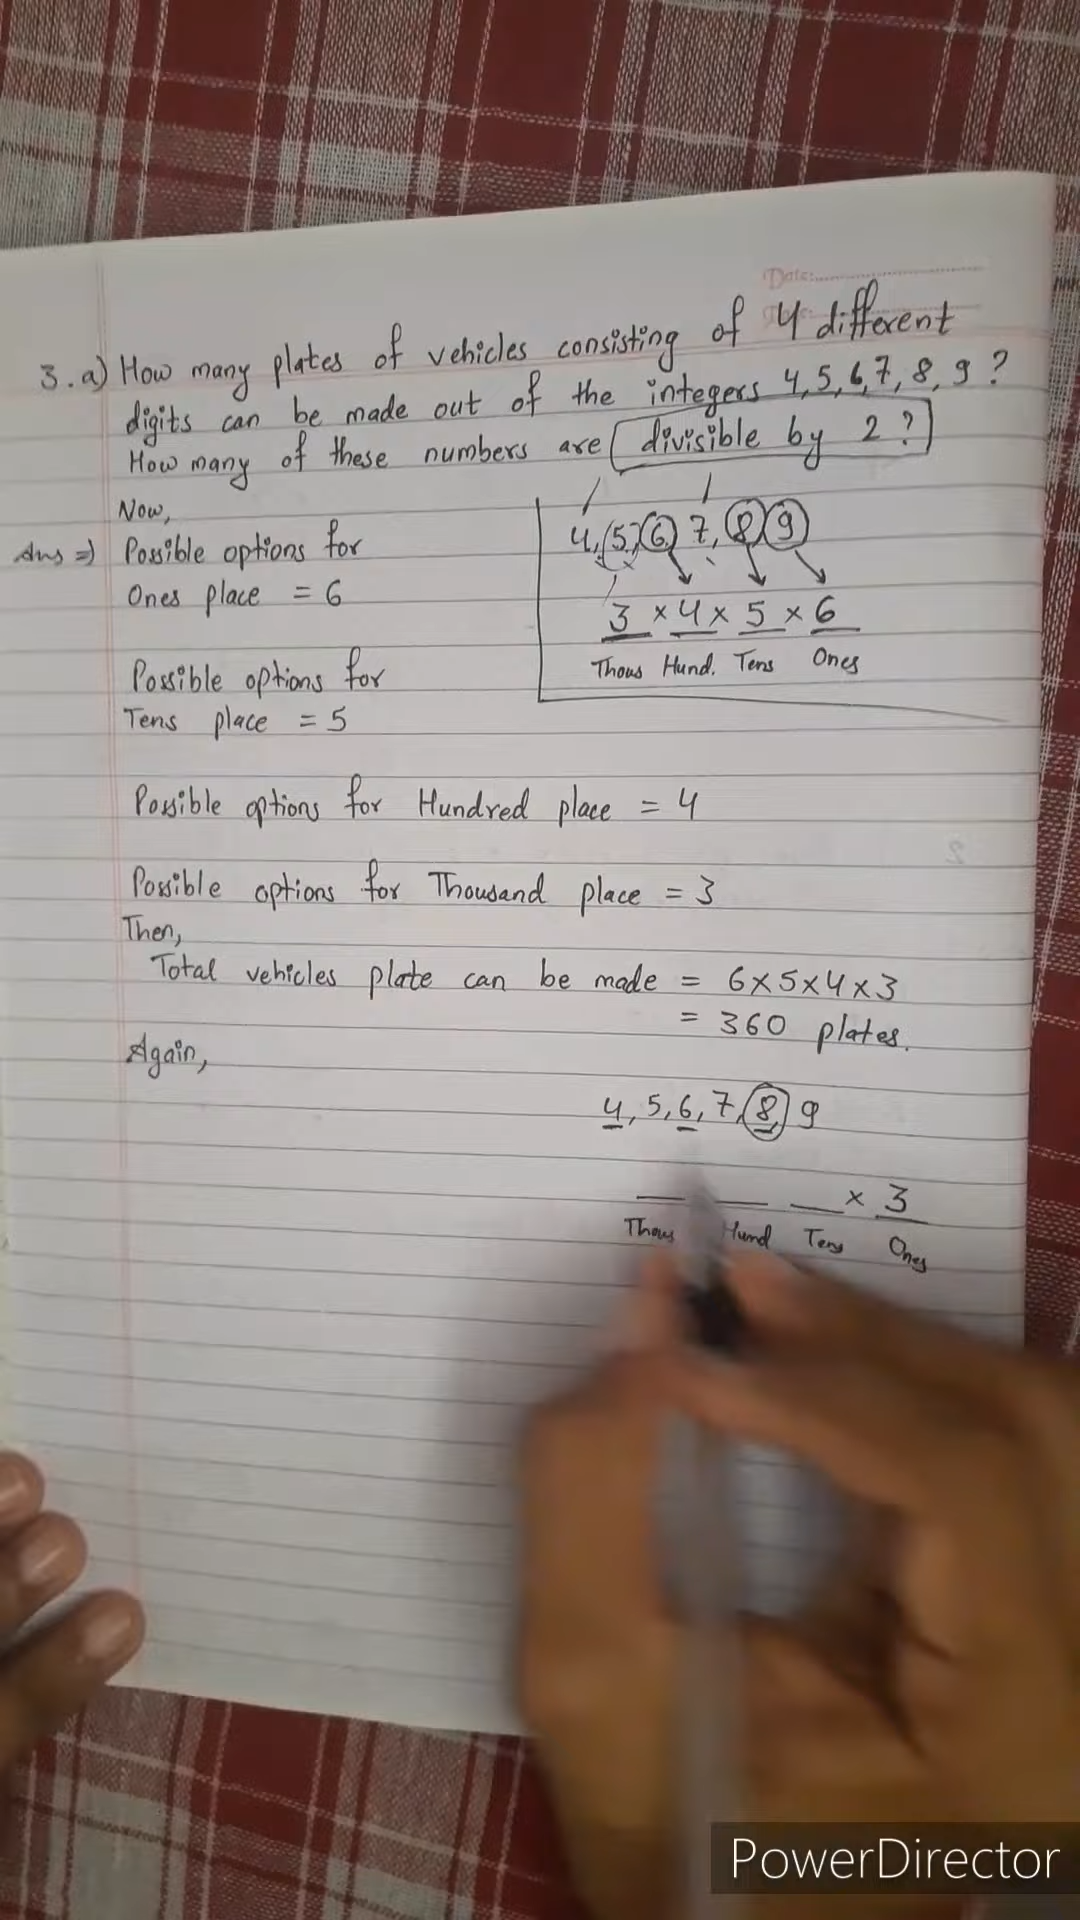 Date:
3. a) How many plates of vehicles consisting of 4 different
digits can be made out of the integers 4, 5, 6, 7, 8, 9 ?
How many of these numbers are divisible by 2 ?
Now,
Ans ⇒ Possible options for
Ones place = 6
4, 5, 6, 7, 8, 9
3 × 4 × 5 × 6
Thous Hund. Tens Ones
Possible options for
Tens place = 5
Possible options for Hundred place = 4
Possible options for Thousand place = 3
Then,
Total vehicles plate can be made = 6×5×4×3
= 360 plates.
Again,
4, 5, 6, 7, 8, 9
× 3
Thous Hund Tens Ones
PowerDirector